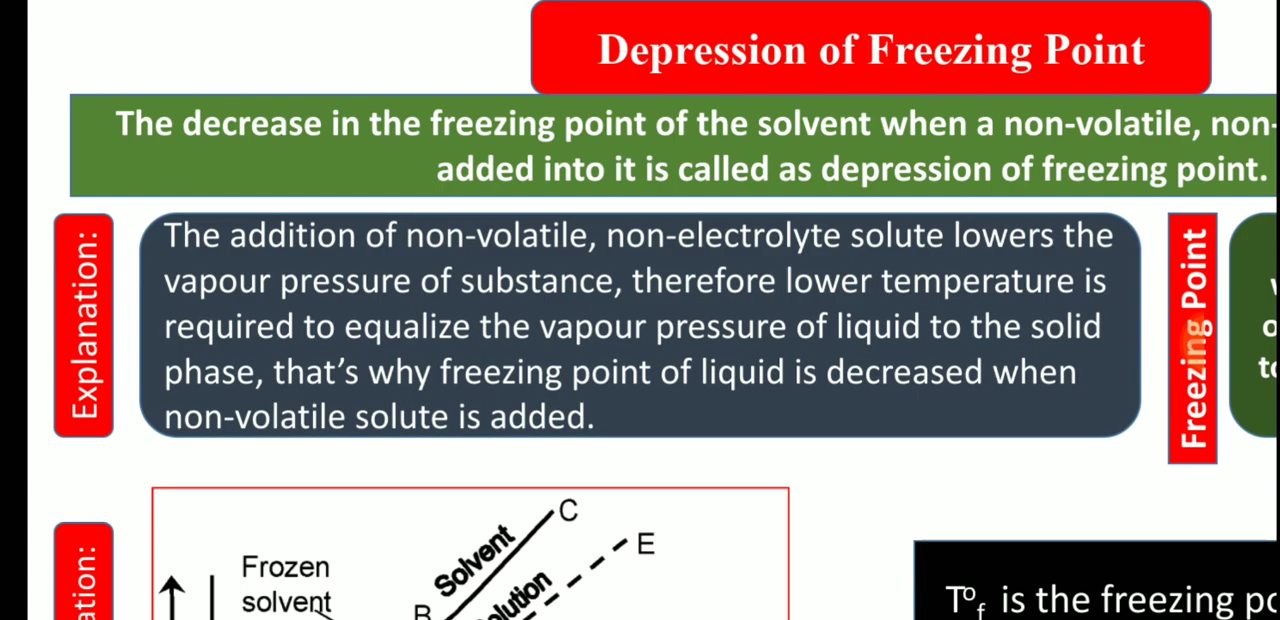 Depression of Freezing Point
The decrease in the freezing point of the solvent when a non-volatile, non-
added into it is called as depression of freezing point.
Explanation:
The addition of non-volatile, non-electrolyte solute lowers the
vapour pressure of substance, therefore lower temperature is
required to equalize the vapour pressure of liquid to the solid
phase, that's why freezing point of liquid is decreased when
non-volatile solute is added.
Freezing Point
C
Solvent
E
Frozen
solvent
B
T°f is the freezing